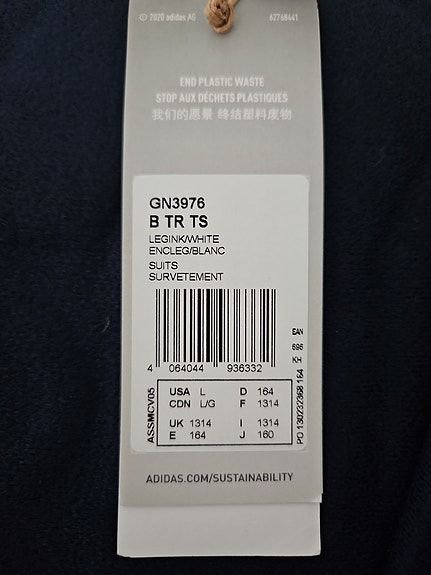 © 2020 adidas AG 62768441
END PLASTIC WASTE
STOP AUX DÉCHETS PLASTIQUES
我们的愿景 终结塑料废物
GN3976
B TR TS
LEGINK/WHITE
ENCLEG/BLANC
SUITS
SURVETEMENT
4 064044 936332
EAN
696
KH
ASSMCV05
USA L D 164
CDN L/G F 1314
UK 1314 I 1314
E 164 J 160
PO 130232368 164
ADIDAS.COM/SUSTAINABILITY